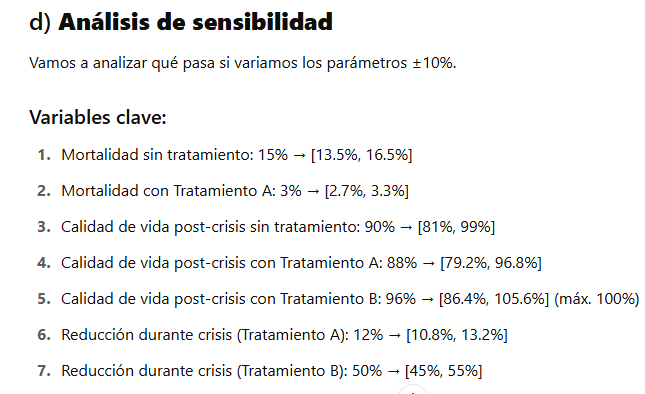 d) Análisis de sensibilidad
Vamos a analizar qué pasa si variamos los parámetros ±10%.
Variables clave:
1. Mortalidad sin tratamiento: 15% → [13.5%, 16.5%]
2. Mortalidad con Tratamiento A: 3% → [2.7%, 3.3%]
3. Calidad de vida post-crisis sin tratamiento: 90% → [81%, 99%]
4. Calidad de vida post-crisis con Tratamiento A: 88% → [79.2%, 96.8%]
5. Calidad de vida post-crisis con Tratamiento B: 96% → [86.4%, 105.6%] (máx. 100%)
6. Reducción durante crisis (Tratamiento A): 12% → [10.8%, 13.2%]
7. Reducción durante crisis (Tratamiento B): 50% → [45%, 55%]